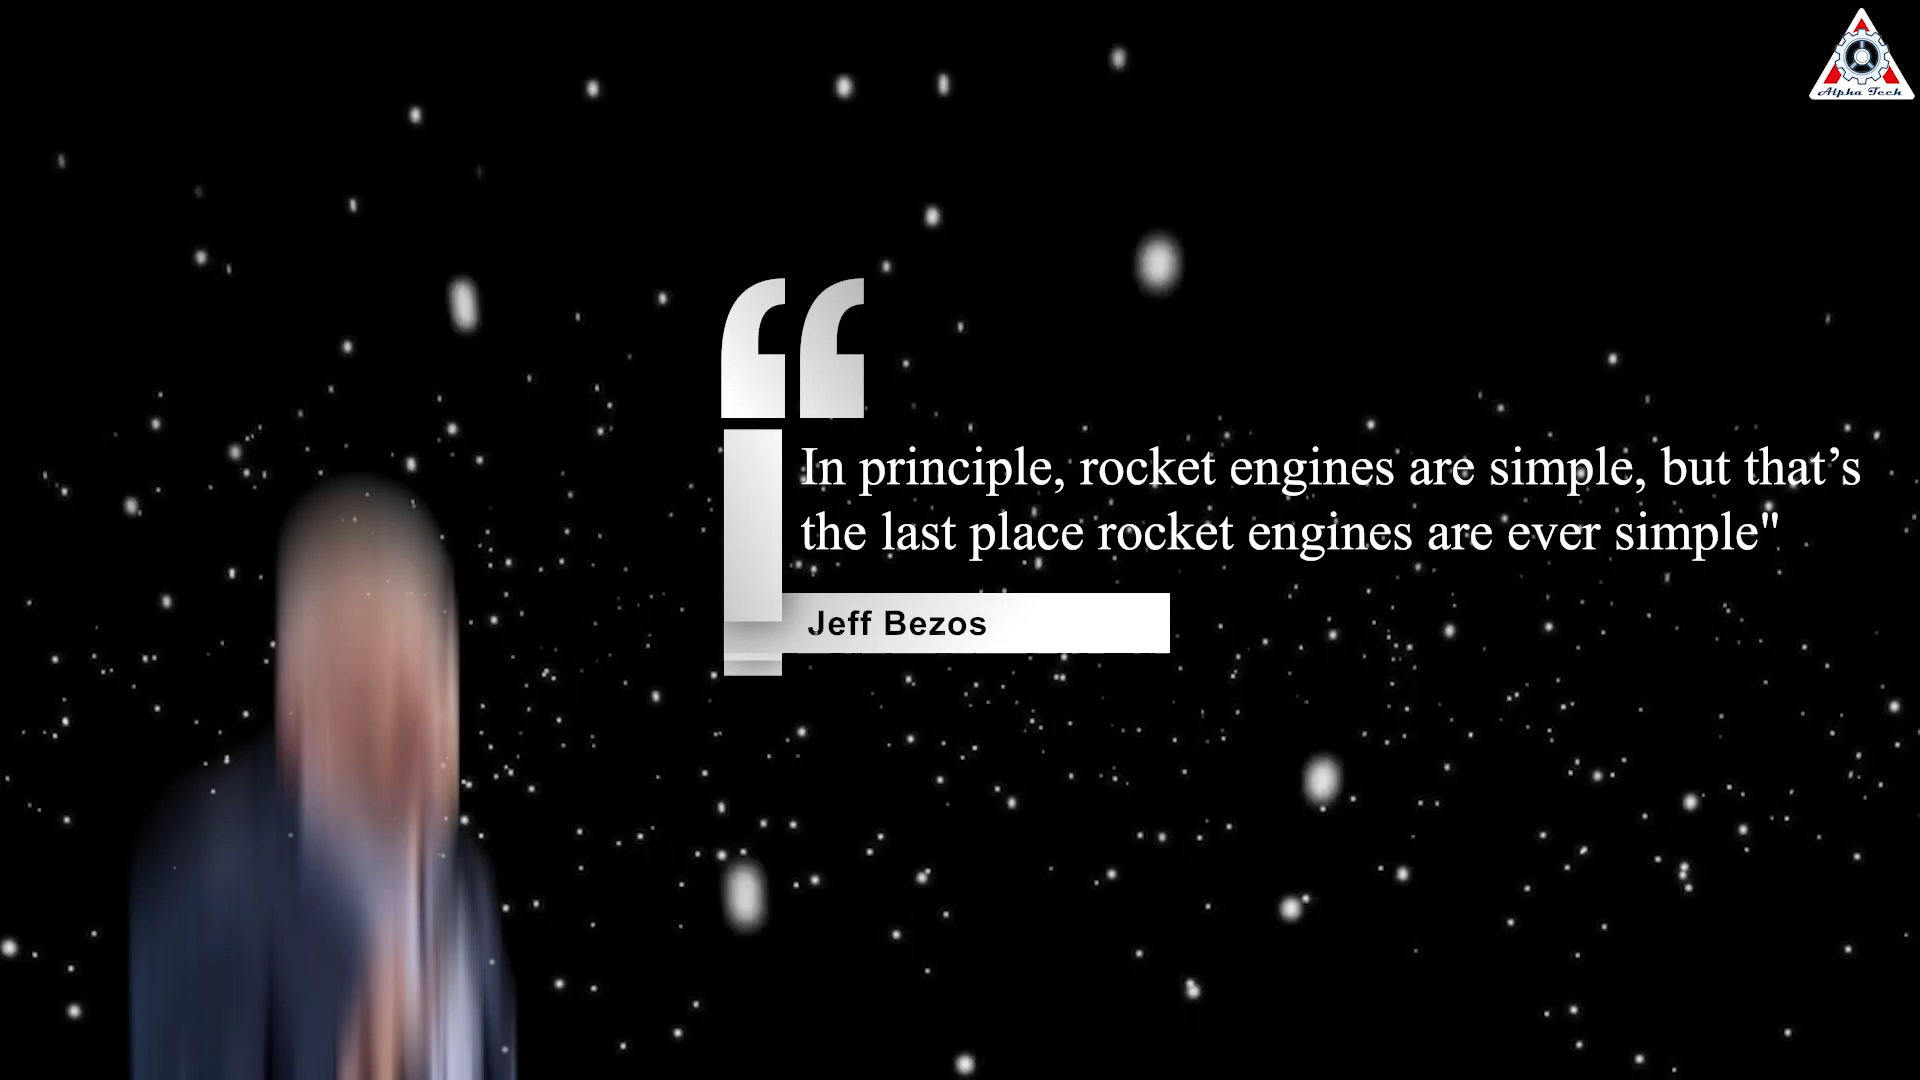 Alpha Tech
“
In principle, rocket engines are simple, but that’s
the last place rocket engines are ever simple"
Jeff Bezos